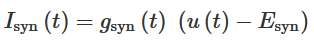 I_syn (t) = g_syn (t) (u(t) − E_syn)